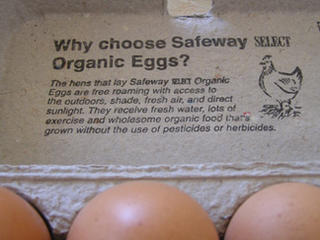 Why choose Safeway SELECT
Organic Eggs?
The hens that lay Safeway SELECT Organic
Eggs are free roaming with access to
the outdoors, shade, fresh air, and direct
sunlight. They receive fresh water, lots of
exercise and wholesome organic food that's
grown without the use of pesticides or herbicides.